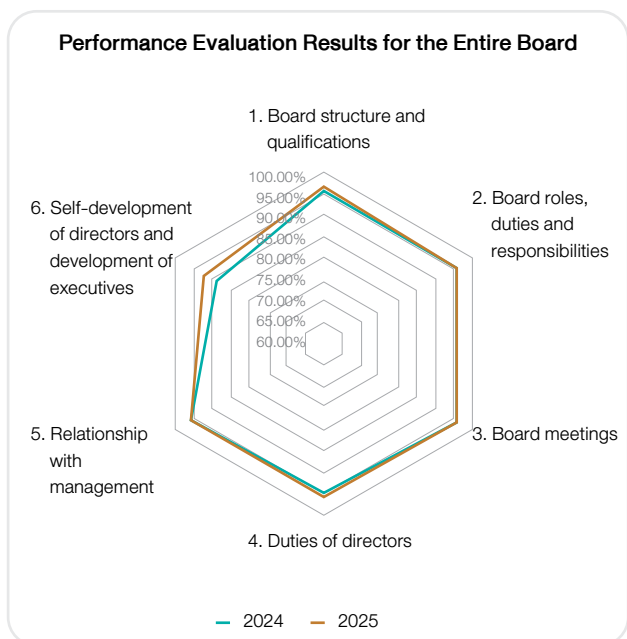 Performance Evaluation Results for the Entire Board
1. Board structure and
qualifications
100.00%
95.00%
90.00%
85.00%
80.00%
75.00%
70.00%
65.00%
60.00%
2. Board roles,
duties and
responsibilities
3. Board meetings
4. Duties of directors
5. Relationship
with
management
6. Self-development
of directors and
development of
executives
2024
2025